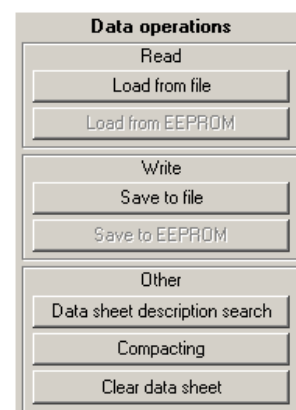 Data operations
Read
Load from file
Load from EEPROM
Write
Save to file
Save to EEPROM
Other
Data sheet description search
Compacting
Clear data sheet